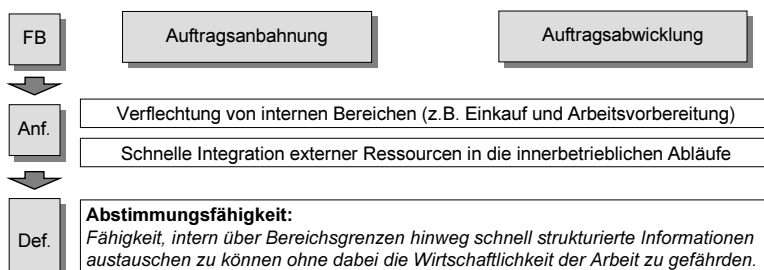 FB
Auftragsanbahnung
Auftragsabwicklung
Anf.
Verflechtung von internen Bereichen (z.B. Einkauf und Arbeitsvorbereitung)
Schnelle Integration externer Ressourcen in die innerbetrieblichen Abläufe
Def.
Abstimmungsfähigkeit:
Fähigkeit, intern über Bereichsgrenzen hinweg schnell strukturierte Informationen
austauschen zu können ohne dabei die Wirtschaftlichkeit der Arbeit zu gefährden.